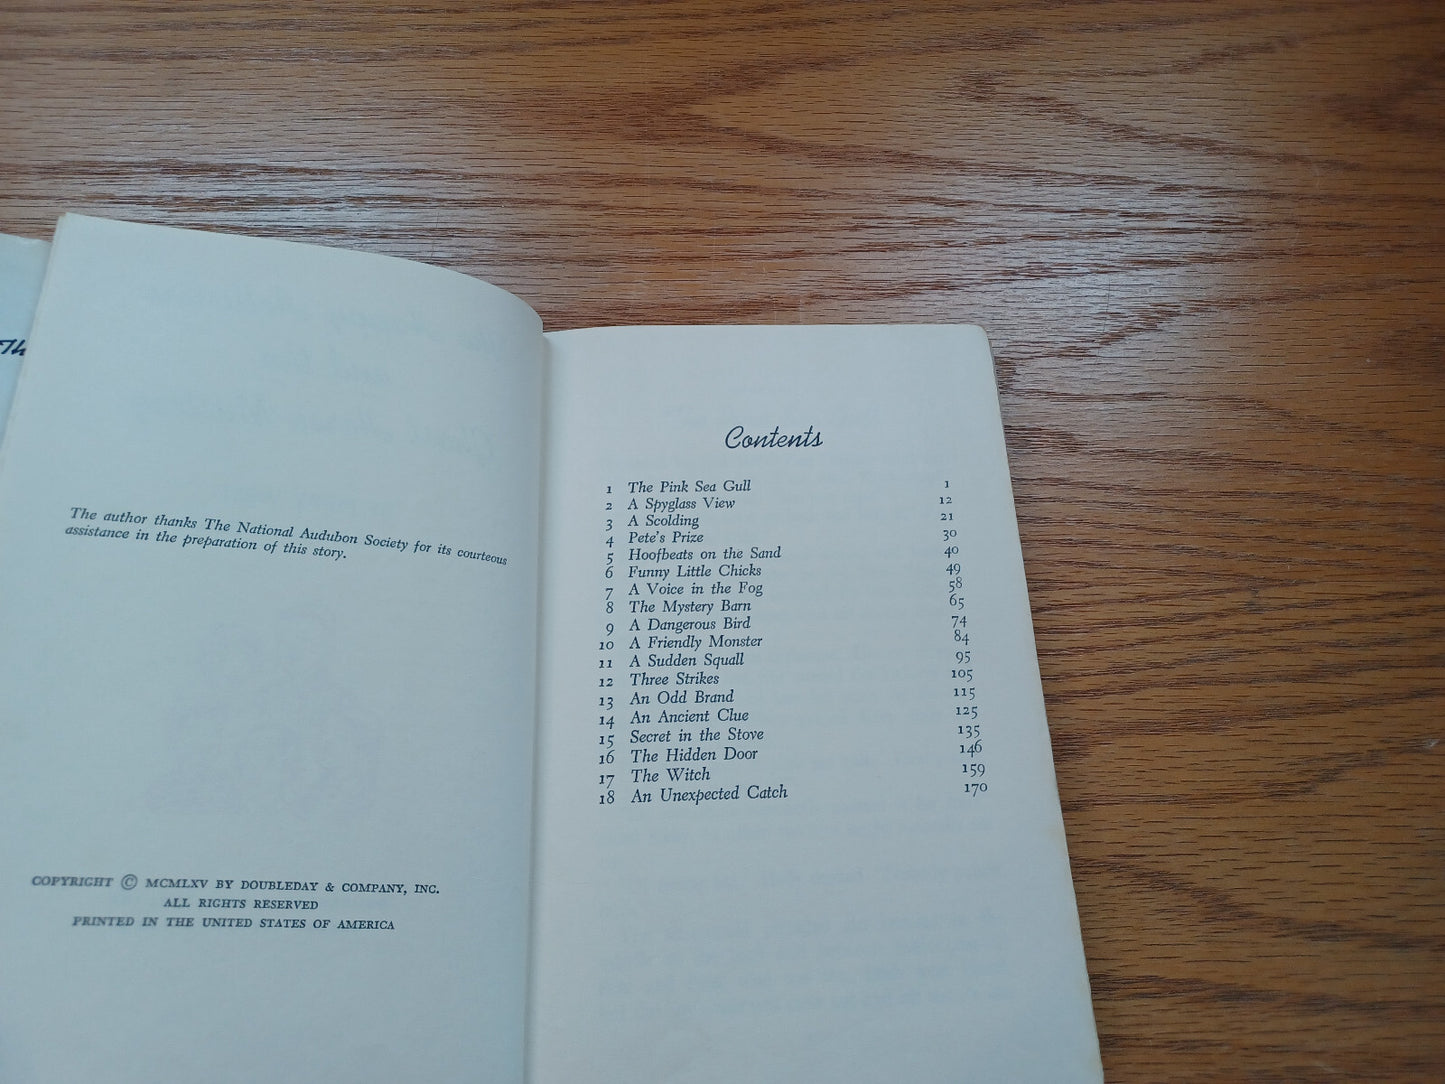 Th
The author thanks The National Audubon Society for its courteous
assistance in the preparation of this story.
COPYRIGHT © MCMLXV BY DOUBLEDAY & COMPANY, INC.
ALL RIGHTS RESERVED
PRINTED IN THE UNITED STATES OF AMERICA
Contents
1 The Pink Sea Gull 1
2 A Spyglass View 12
3 A Scolding 21
4 Pete's Prize 30
5 Hoofbeats on the Sand 40
6 Funny Little Chicks 49
7 A Voice in the Fog 58
8 The Mystery Barn 65
9 A Dangerous Bird 74
10 A Friendly Monster 84
11 A Sudden Squall 95
12 Three Strikes 105
13 An Odd Brand 115
14 An Ancient Clue 125
15 Secret in the Stove 135
16 The Hidden Door 146
17 The Witch 159
18 An Unexpected Catch 170